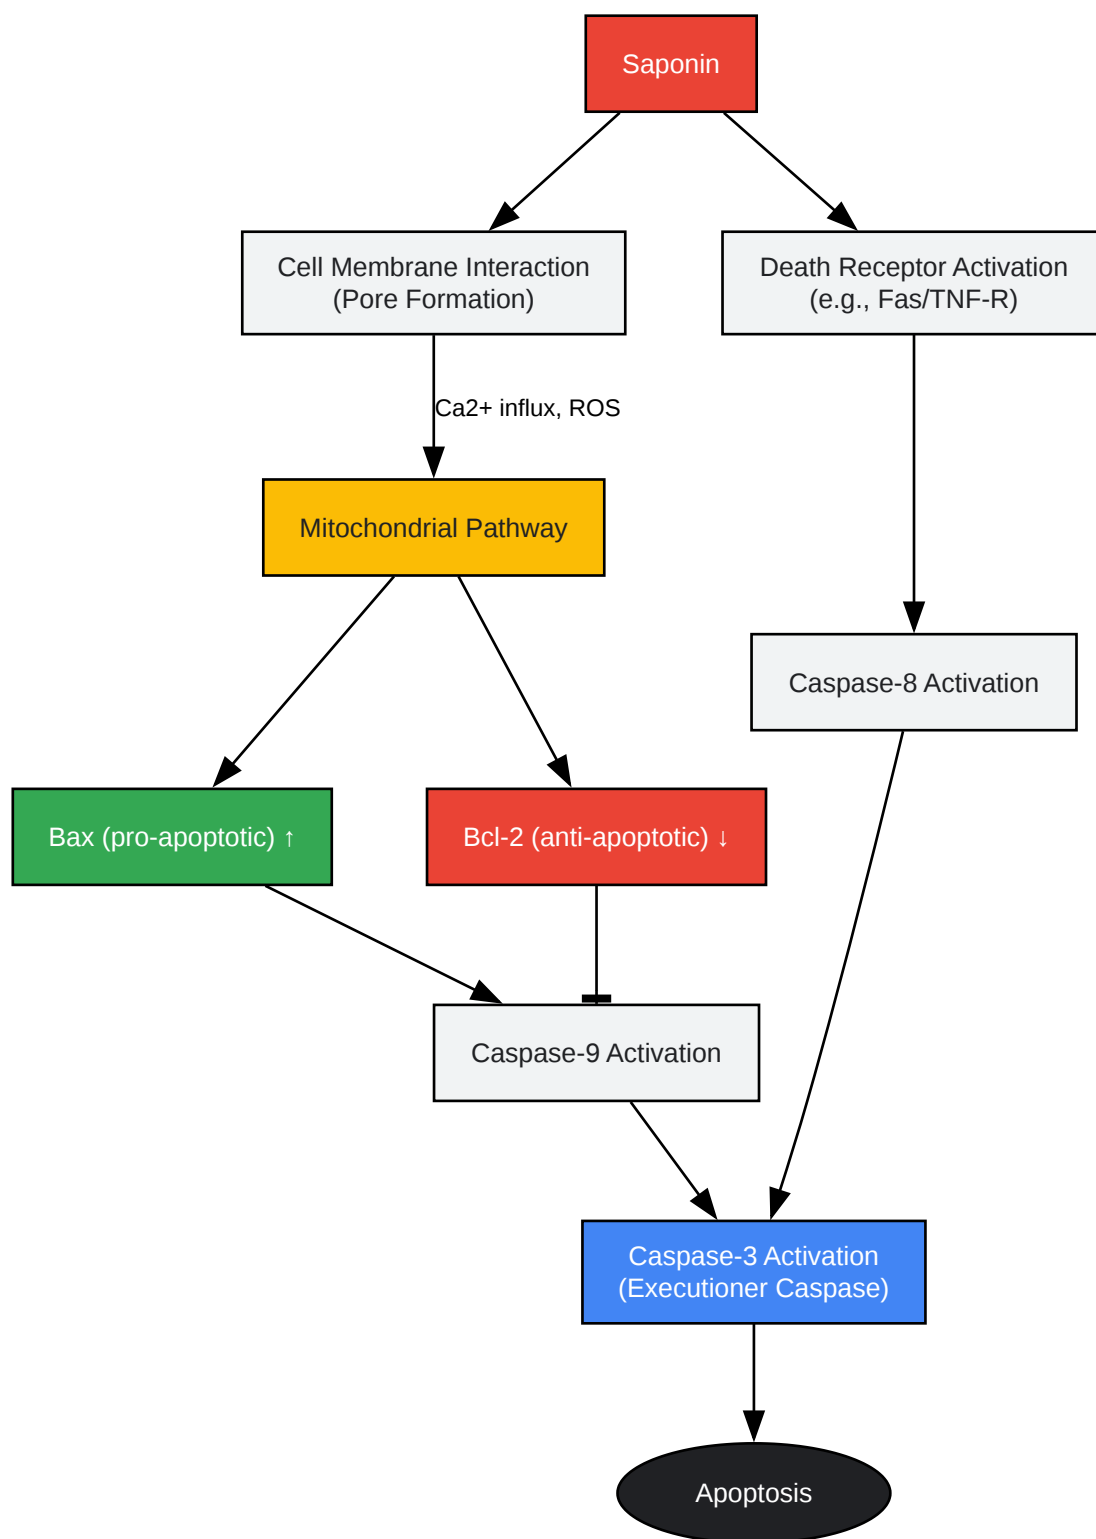 Saponin
Cell Membrane Interaction
(Pore Formation)
Death Receptor Activation
(e.g., Fas/TNF-R)
Ca2+ influx, ROS
Mitochondrial Pathway
Caspase-8 Activation
Bax (pro-apoptotic) ↑
Bcl-2 (anti-apoptotic) ↓
Caspase-9 Activation
Caspase-3 Activation
(Executioner Caspase)
Apoptosis